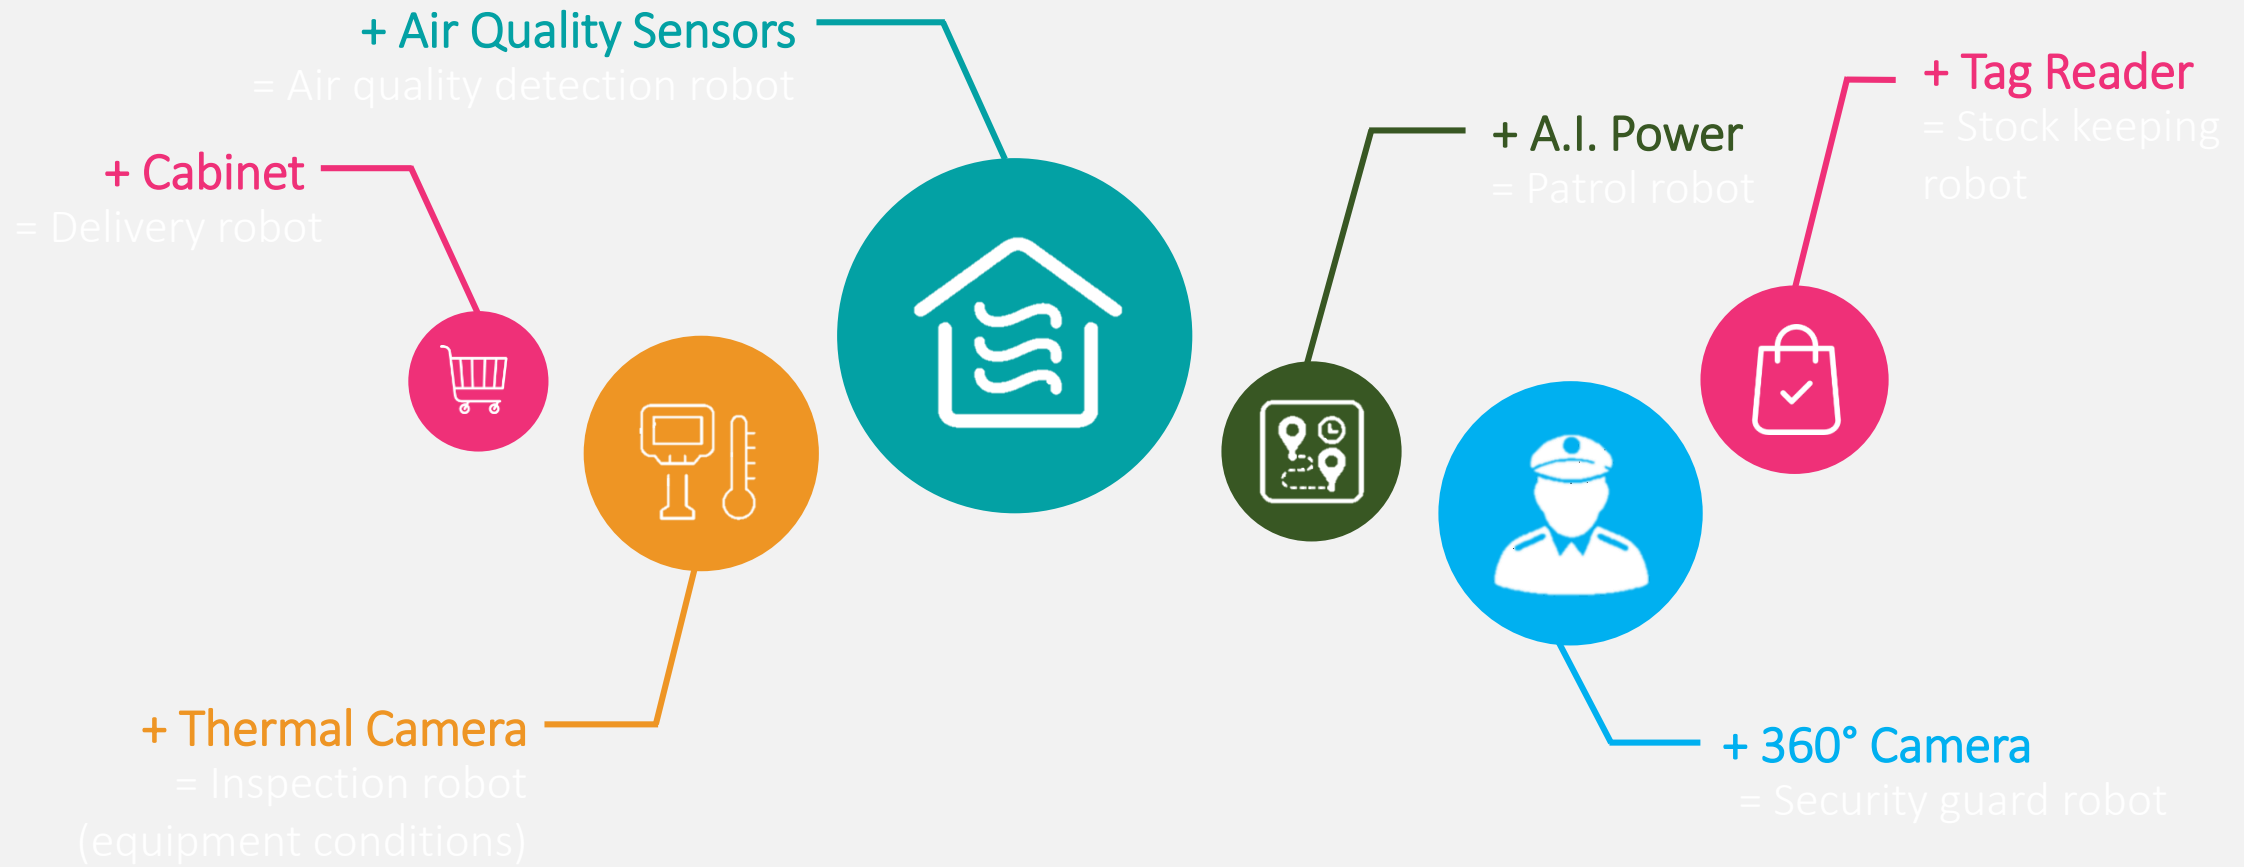 + Air Quality Sensors
= Air quality detection robot
+ Cabinet
= Delivery robot
+ Thermal Camera
= Inspection robot
(equipment conditions)
+ A.I. Power
= Patrol robot
+ Tag Reader
= Stock keeping
robot
+ 360° Camera
= Security guard robot